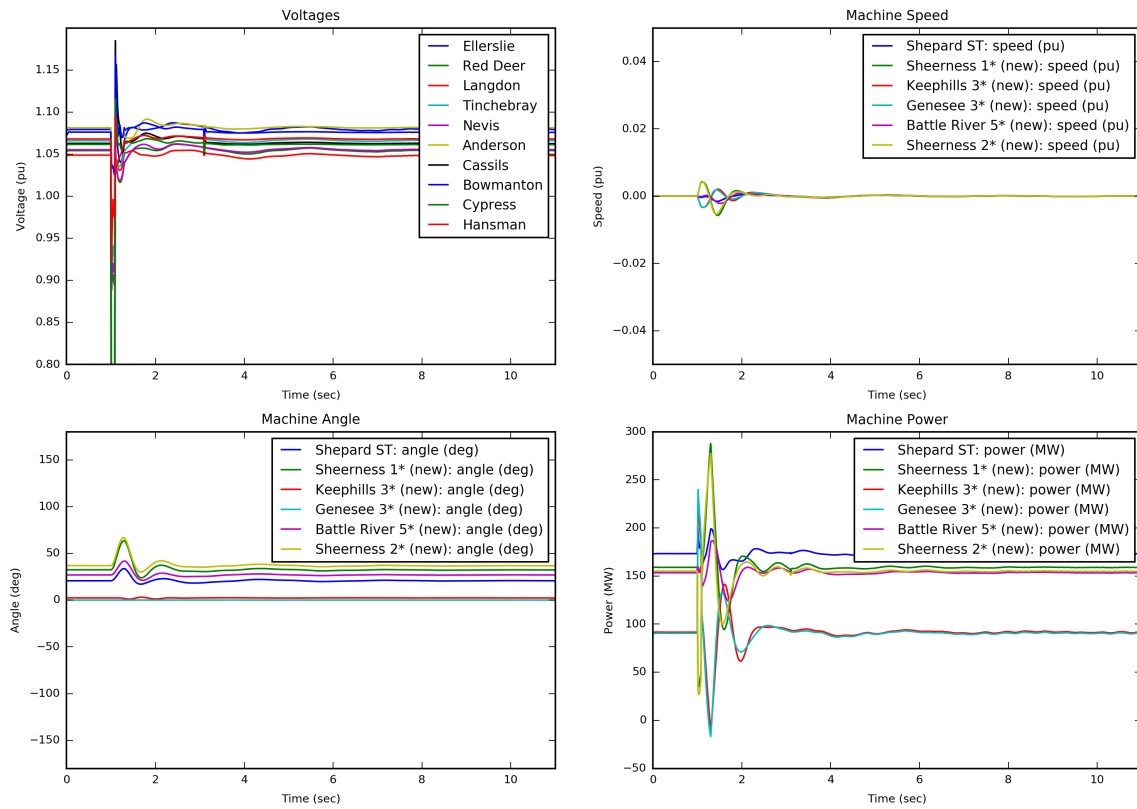 Voltages
Voltage (pu)
1.15
1.10
1.05
1.00
0.95
0.90
0.85
0.80
0 2 4 6 8 10
Time (sec)
Ellerslie
Red Deer
Langdon
Tinchebray
Nevis
Anderson
Cassils
Bowmanton
Cypress
Hansman
Machine Speed
Speed (pu)
0.04
0.02
0.00
−0.02
−0.04
0 2 4 6 8 10
Time (sec)
Shepard ST: speed (pu)
Sheerness 1* (new): speed (pu)
Keephills 3* (new): speed (pu)
Genesee 3* (new): speed (pu)
Battle River 5* (new): speed (pu)
Sheerness 2* (new): speed (pu)
Machine Angle
Angle (deg)
150
100
50
0
−50
−100
−150
0 2 4 6 8 10
Time (sec)
Shepard ST: angle (deg)
Sheerness 1* (new): angle (deg)
Keephills 3* (new): angle (deg)
Genesee 3* (new): angle (deg)
Battle River 5* (new): angle (deg)
Sheerness 2* (new): angle (deg)
Machine Power
Power (MW)
300
250
200
150
100
50
0
−50
0 2 4 6 8 10
Time (sec)
Shepard ST: power (MW)
Sheerness 1* (new): power (MW)
Keephills 3* (new): power (MW)
Genesee 3* (new): power (MW)
Battle River 5* (new): power (MW)
Sheerness 2* (new): power (MW)